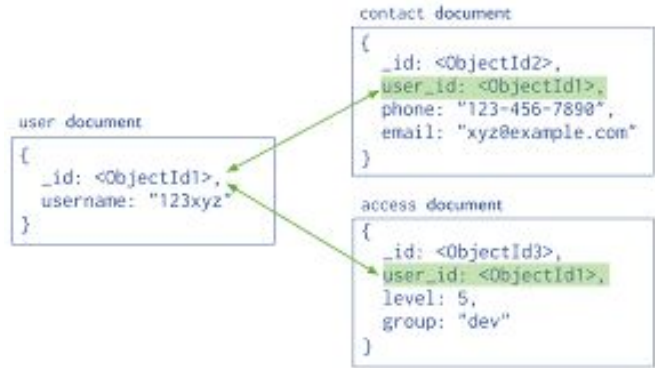 user document
{
_id: <ObjectId1>,
username: "123xyz"
}
contact document
{
_id: <ObjectId2>,
user_id: <ObjectId1>,
phone: "123-456-7890",
email: "xyz@example.com"
}
access document
{
_id: <ObjectId3>,
user_id: <ObjectId1>,
level: 5,
group: "dev"
}